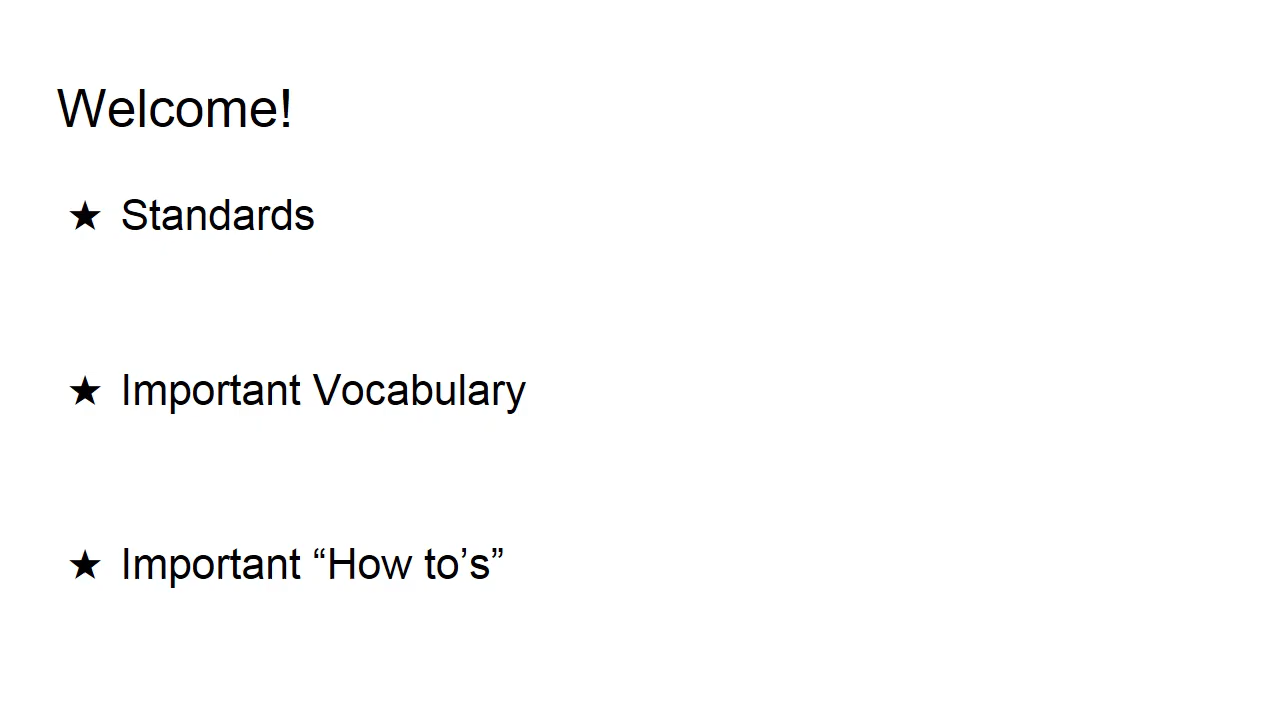 Welcome!
★ Standards
★ Important Vocabulary
★ Important “How to’s”